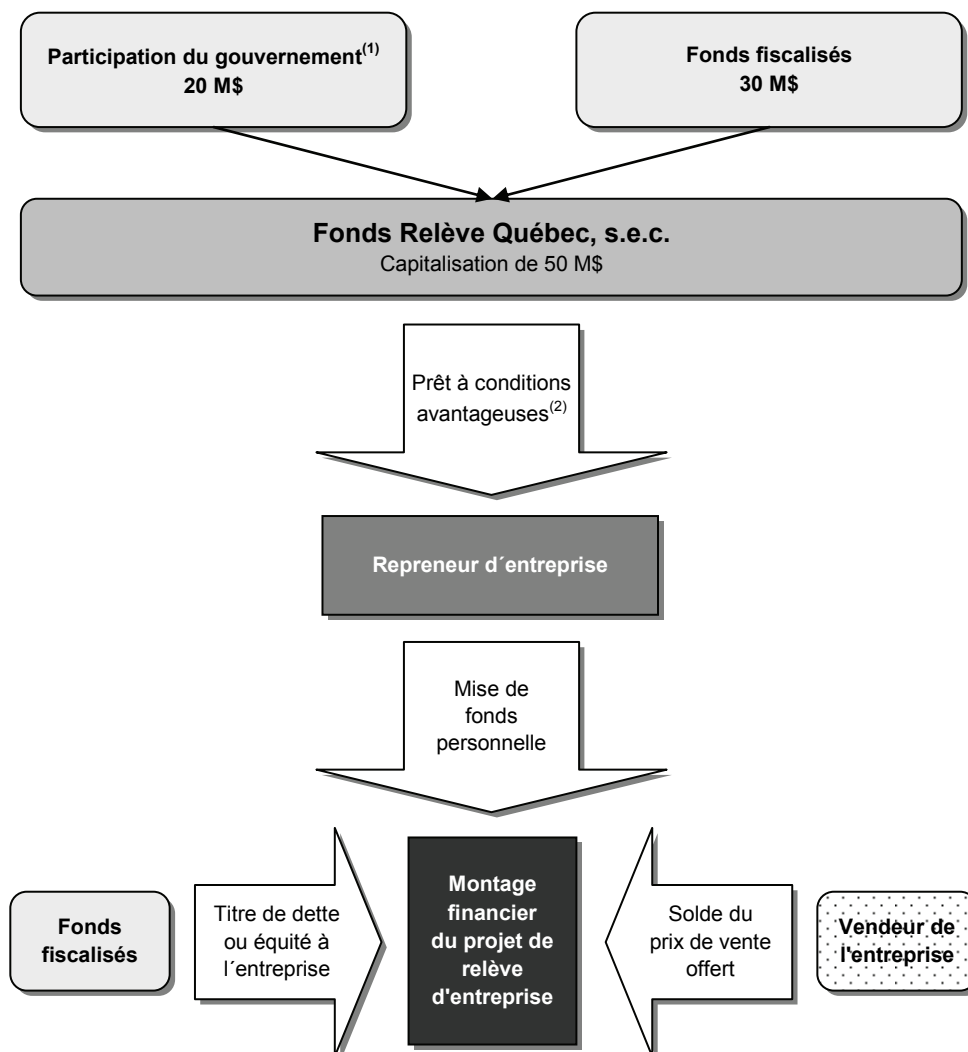 Participation du gouvernement(1)
20 M$
Fonds fiscalisés
30 M$
Fonds Relève Québec, s.e.c.
Capitalisation de 50 M$
Prêt à conditions
avantageuses(2)
Repreneur d´entreprise
Mise de
fonds
personnelle
Fonds
fiscalisés
Titre de dette
ou équité à
l´entreprise
Montage
financier
du projet de
relève
d'entreprise
Solde du
prix de vente
offert
Vendeur de
l'entreprise